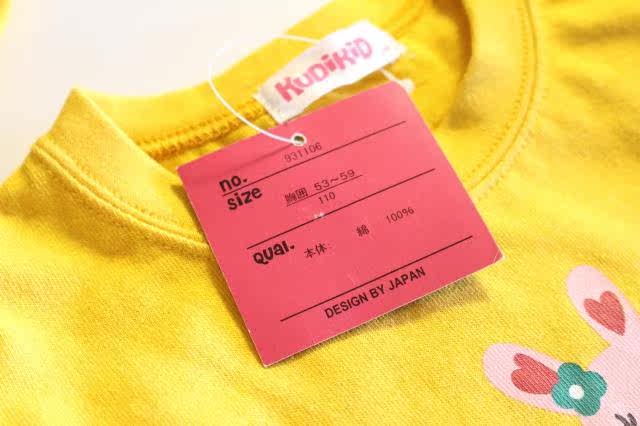 KUDIKID
no. 931106
size 胸囲 53～59
110
QUAL. 本体 綿 100%
DESIGN BY JAPAN